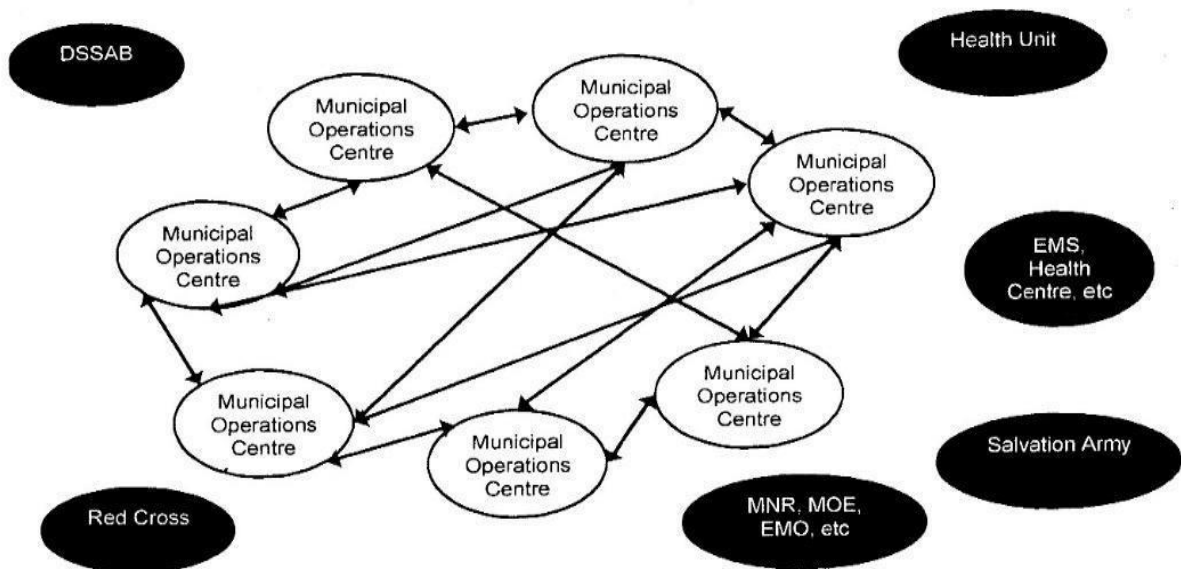 DSSAB
Health Unit
Municipal
Operations
Centre
Municipal
Operations
Centre
Municipal
Operations
Centre
Municipal
Operations
Centre
EMS,
Health
Centre, etc
Municipal
Operations
Centre
Municipal
Operations
Centre
Municipal
Operations
Centre
Salvation Army
Red Cross
MNR, MOE,
EMO, etc